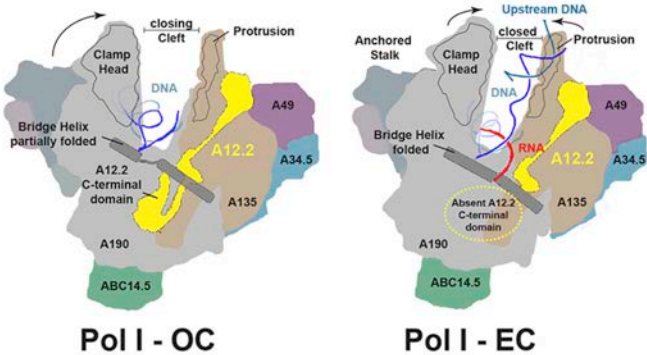 closing
Cleft
Protrusion
Clamp
Head
DNA
A49
Bridge Helix
partially folded
A12.2
A34.5
A12.2
C-terminal
domain
A135
A190
ABC14.5
Pol I - OC
Upstream DNA
closed
Cleft
Protrusion
Anchored
Stalk
Clamp
Head
DNA
A49
Bridge Helix
folded
RNA
A12.2
A34.5
Absent A12.2
C-terminal
domain
A135
A190
ABC14.5
Pol I - EC